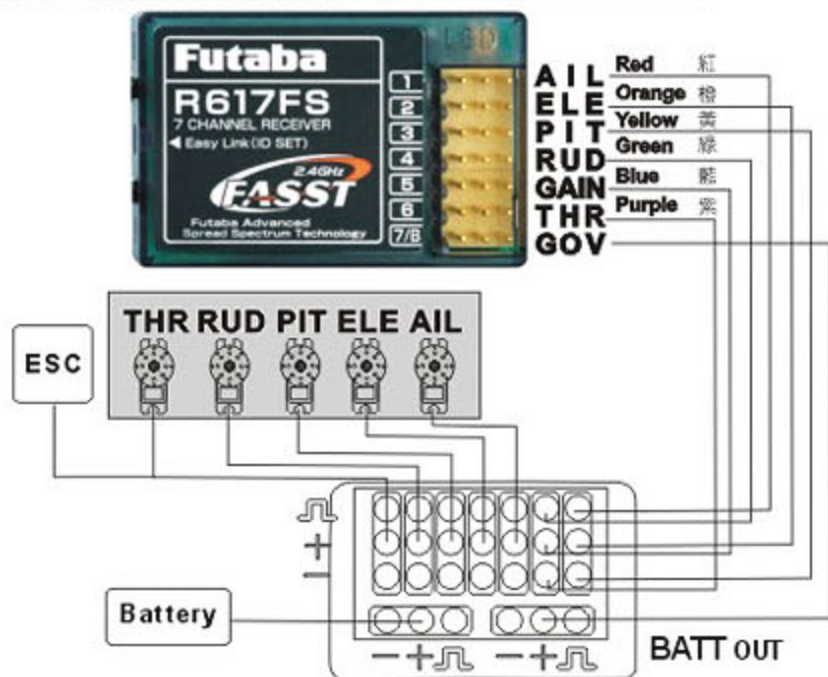 LED
Futaba
R617FS
7 CHANNEL RECEIVER
Easy Link (ID SET)
2.4GHz
FASST
Futaba Advanced
Spread Spectrum Technology
1
2
3
4
5
6
7/B
AIL Red 紅
ELE Orange 橙
PIT Yellow 黃
RUD Green 綠
GAIN Blue 藍
THR Purple 紫
GOV
THR RUD PIT ELE AIL
ESC
+
−
Battery
− + − +
BATT OUT